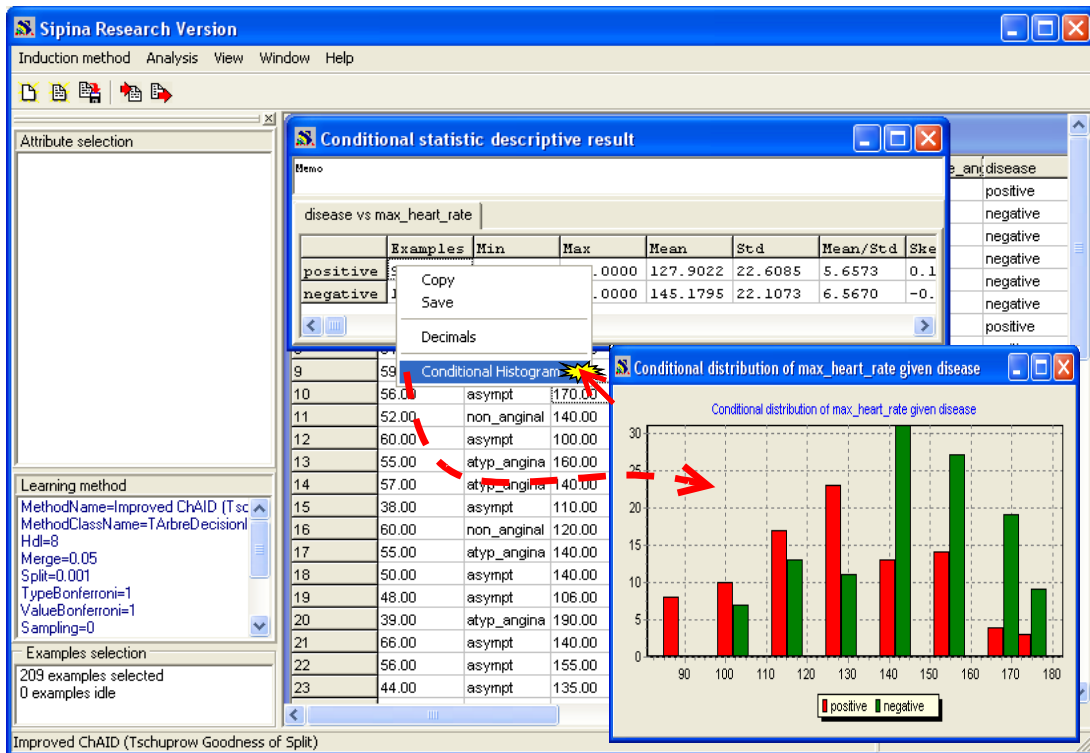 Sipina Research Version
Induction method Analysis View Window Help
Attribute selection
Conditional statistic descriptive result
Memo
disease vs max_heart_rate
Examples Min Max Mean Std Mean/Std Ske
positive .0000 127.9022 22.6085 5.6573 0.1
negative .0000 145.1795 22.1073 6.5670 -0.
Copy
Save
Decimals
Conditional Histogram
e_ang disease
positive
negative
negative
negative
negative
negative
positive
9 59
10 56.00 asympt 170.00
11 52.00 non_anginal 140.00
12 60.00 asympt 100.00
13 55.00 atyp_angina 160.00
14 57.00 atyp_angina 140.00
15 38.00 asympt 110.00
16 60.00 non_anginal 120.00
17 55.00 atyp_angina 140.00
18 50.00 asympt 140.00
19 48.00 asympt 106.00
20 39.00 atyp_angina 190.00
21 66.00 asympt 140.00
22 56.00 asympt 155.00
23 44.00 asympt 135.00
Conditional distribution of max_heart_rate given disease
Conditional distribution of max_heart_rate given disease
30
25
20
15
10
5
0
90 100 110 120 130 140 150 160 170 180
positive negative
Learning method
MethodName=Improved ChAID (Tsc
MethodClassName=TArbreDecisionI
Hdl=8
Merge=0.05
Split=0.001
TypeBonferroni=1
ValueBonferroni=1
Sampling=0
Examples selection
209 examples selected
0 examples idle
Improved ChAID (Tschuprow Goodness of Split)